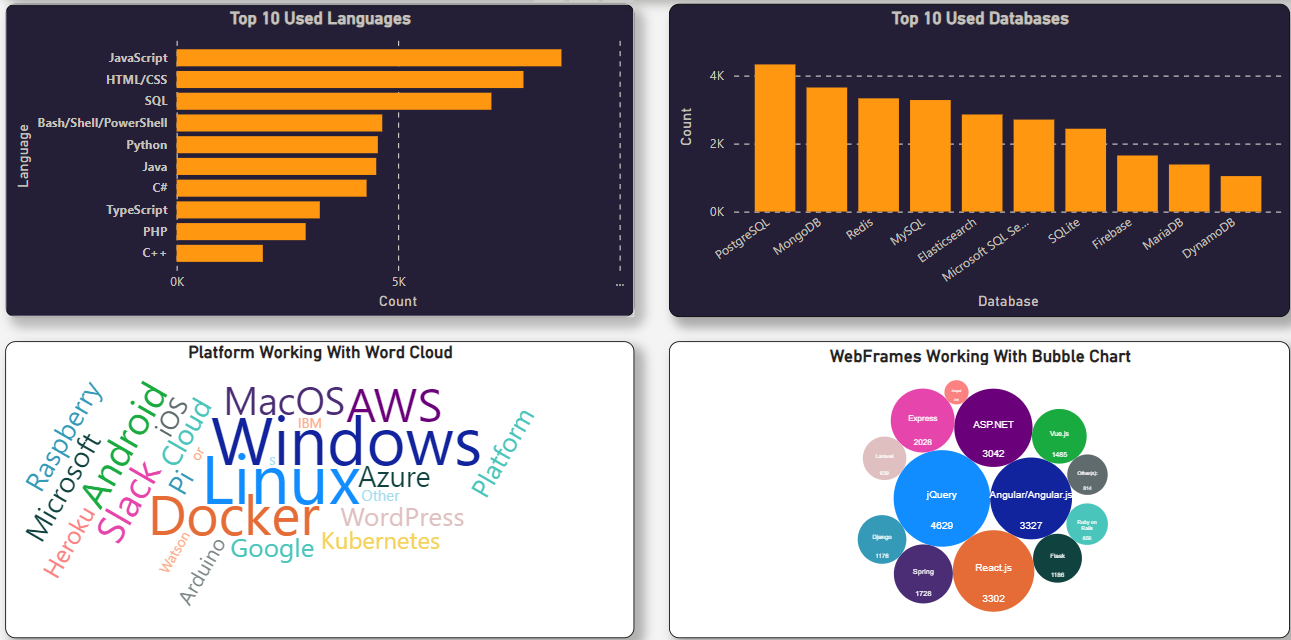 Top 10 Used Languages
Language
JavaScript
HTML/CSS
SQL
Bash/Shell/PowerShell
Python
Java
C#
TypeScript
PHP
C++
0K
5K
...
Count
Top 10 Used Databases
Count
4K
2K
0K
PostgreSQL
MongoDB
Redis
MySQL
Elasticsearch
Microsoft SQL Se...
SQLite
Firebase
MariaDB
DynamoDB
Database
Platform Working With Word Cloud
Raspberry
Microsoft
Heroku
Android
Slack
iOS
Cloud
Pi
or
Watson
Arduino
MacOS
AWS
IBM
Windows
s
Linux
Azure
Other
Docker
WordPress
Google
Kubernetes
Platform
WebFrames Working With Bubble Chart
Express
2028
ASP.NET
3042
Vue.js
1485
Laravel
jQuery
4629
Angular/Angular.js
3327
Other(s):
814
Ruby on
Rails
Django
1176
Spring
1728
React.js
3302
Flask
1186